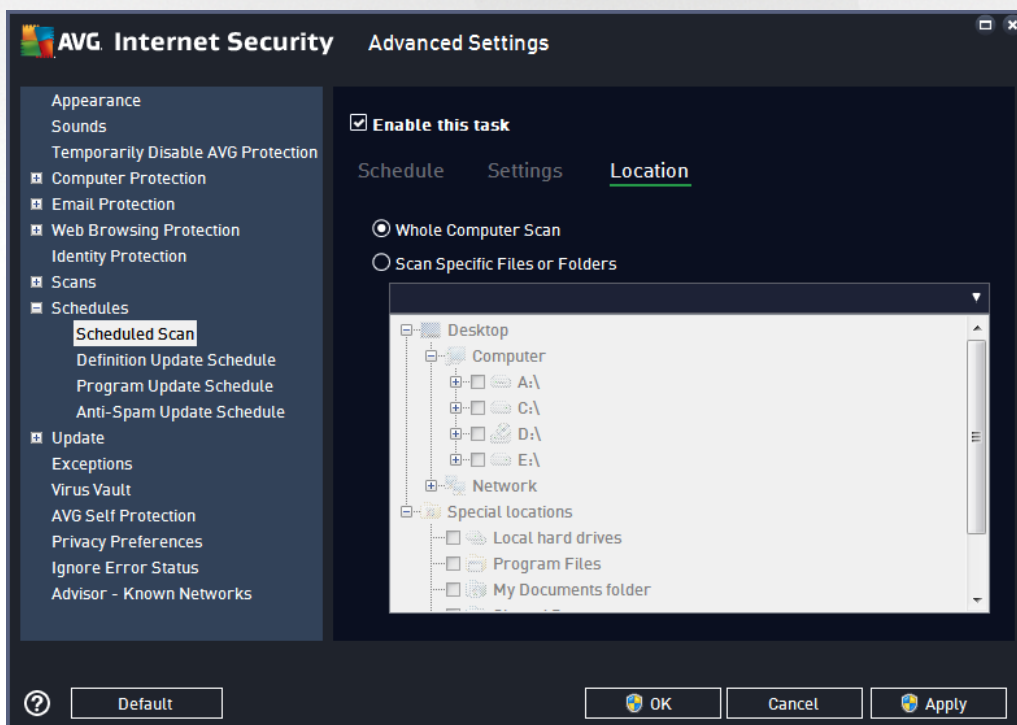 AVG. Internet Security Advanced Settings
Appearance
Sounds
Temporarily Disable AVG Protection
Computer Protection
Email Protection
Web Browsing Protection
Identity Protection
Scans
Schedules
Scheduled Scan
Definition Update Schedule
Program Update Schedule
Anti-Spam Update Schedule
Update
Exceptions
Virus Vault
AVG Self Protection
Privacy Preferences
Ignore Error Status
Advisor - Known Networks
Enable this task
Schedule Settings Location
Whole Computer Scan
Scan Specific Files or Folders
Desktop
Computer
A:\
C:\
D:\
E:\
Network
Special locations
Local hard drives
Program Files
My Documents folder
Default OK Cancel Apply